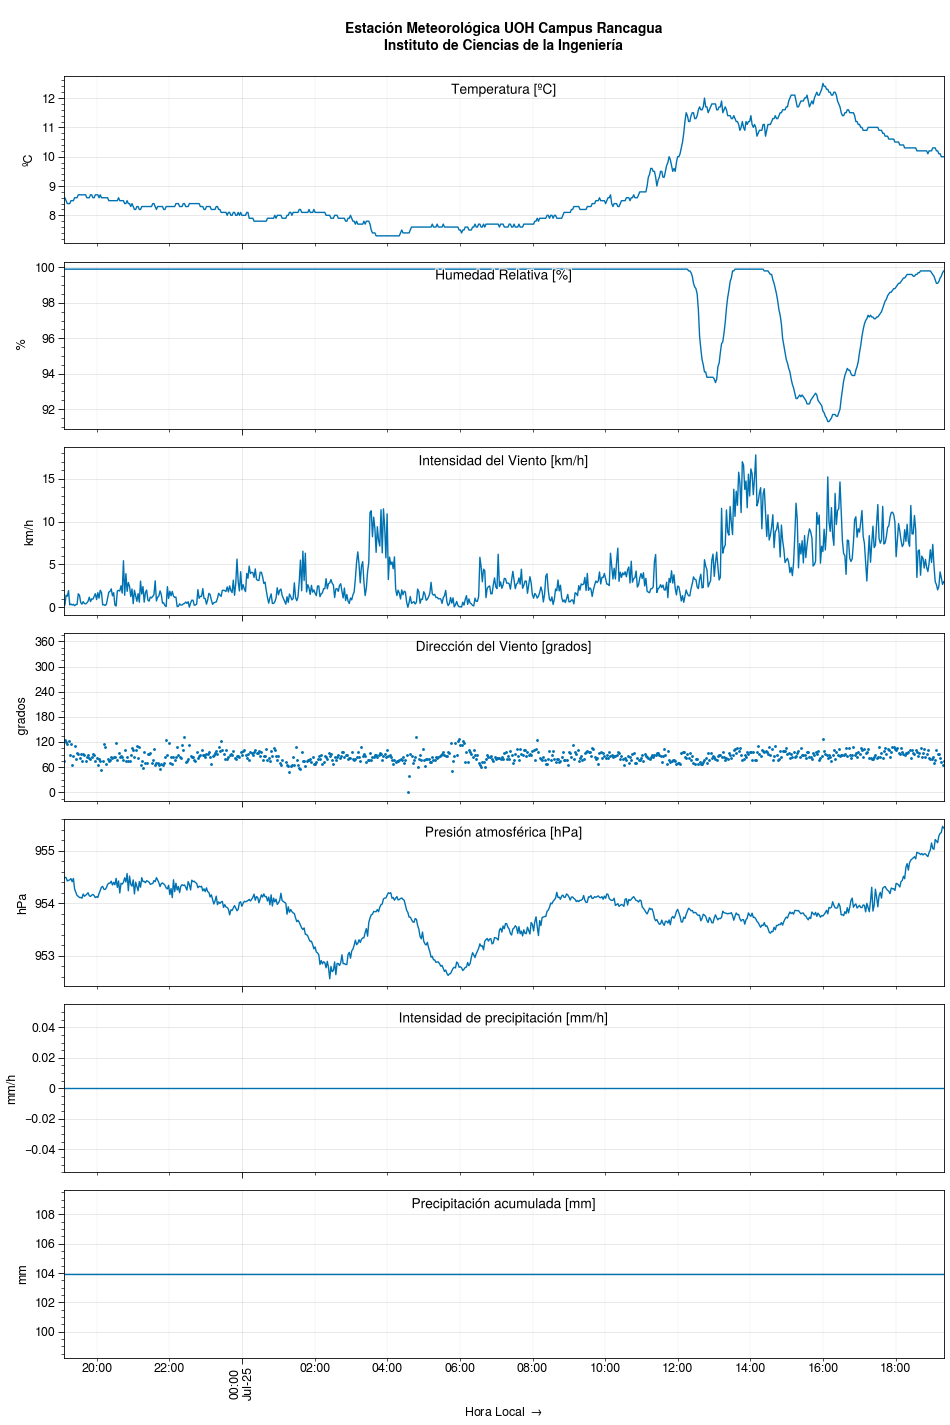 Estación Meteorológica UOH Campus Rancagua
Instituto de Ciencias de la Ingeniería
Temperatura [ºC]
ºC
12
11
10
9
8
Humedad Relativa [%]
%
100
98
96
94
92
Intensidad del Viento [km/h]
km/h
15
10
5
0
Dirección del Viento [grados]
grados
360
300
240
180
120
60
0
Presión atmosférica [hPa]
hPa
955
954
953
Intensidad de precipitación [mm/h]
mm/h
0.04
0.02
0
−0.02
−0.04
Precipitación acumulada [mm]
mm
108
106
104
102
100
20:00
22:00
00:00
Jul-25
02:00
04:00
06:00
08:00
10:00
12:00
14:00
16:00
18:00
Hora Local →